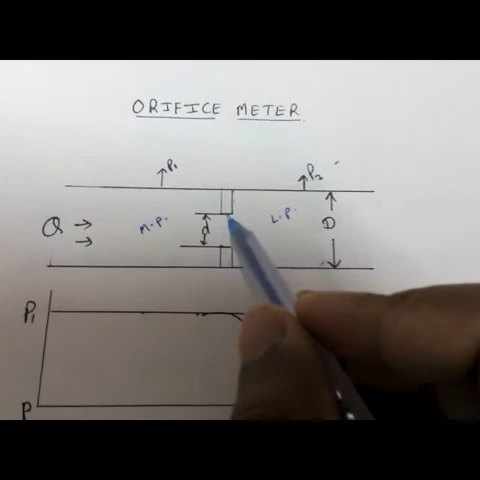 ORIFICE METER
P1 P2
Q M.P. d L.P. D
P1
P